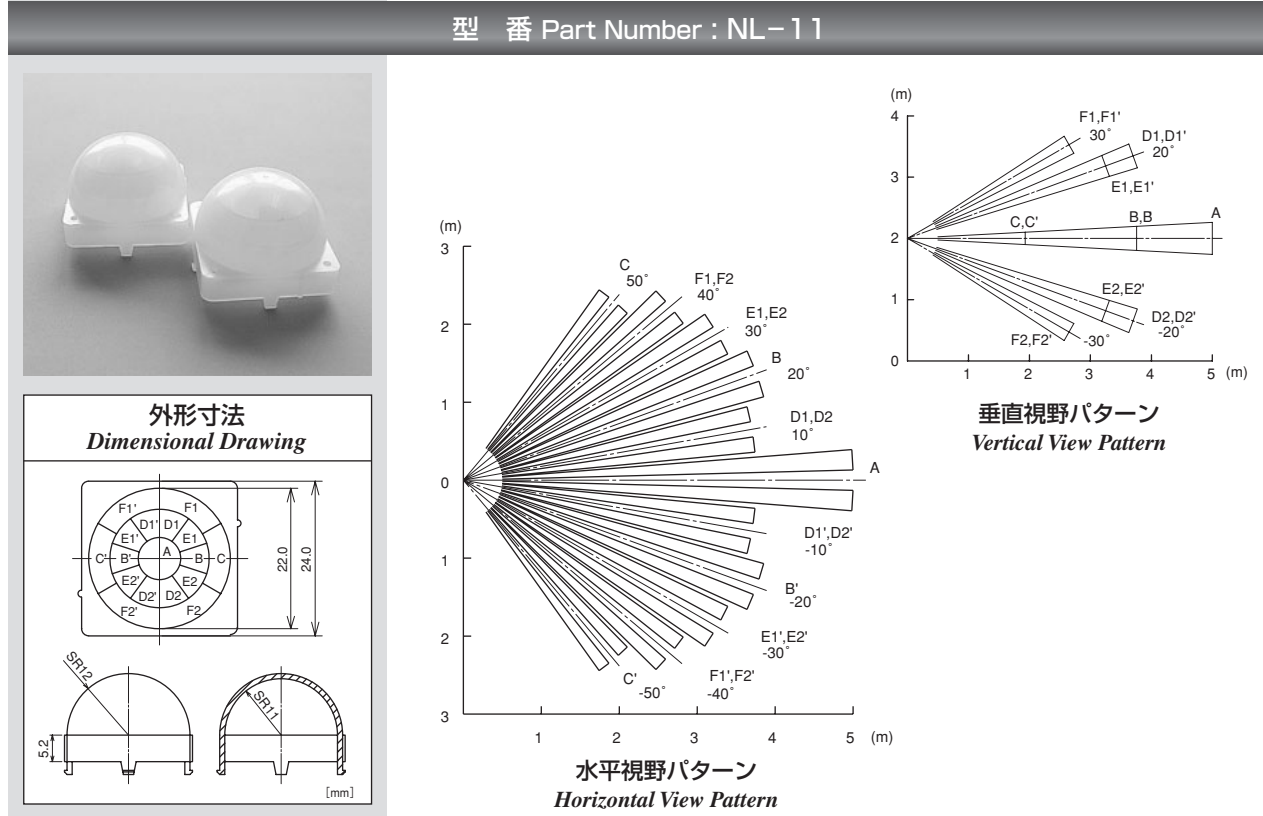 型 番 Part Number : NL-11
外形寸法
Dimensional Drawing
F1' F1
D1' D1
E1' E1
A
C' B' B C
E2' E2
D2' D2
F2' F2
22.0
24.0
SR12
SR11
5.2
[mm]
(m)
3
2
1
0
1
2
3
1 2 3 4 5 (m)
C
50°
F1,F2
40°
E1,E2
30°
B
20°
D1,D2
10°
A
D1',D2'
-10°
B'
-20°
E1',E2'
-30°
F1',F2'
-40°
C'
-50°
水平視野パターン
Horizontal View Pattern
(m)
4
3
2
1
0
1 2 3 4 5 (m)
F1,F1'
30°
D1,D1'
20°
E1,E1'
C,C'
B,B
A
E2,E2'
D2,D2'
-20°
F2,F2'
-30°
垂直視野パターン
Vertical View Pattern